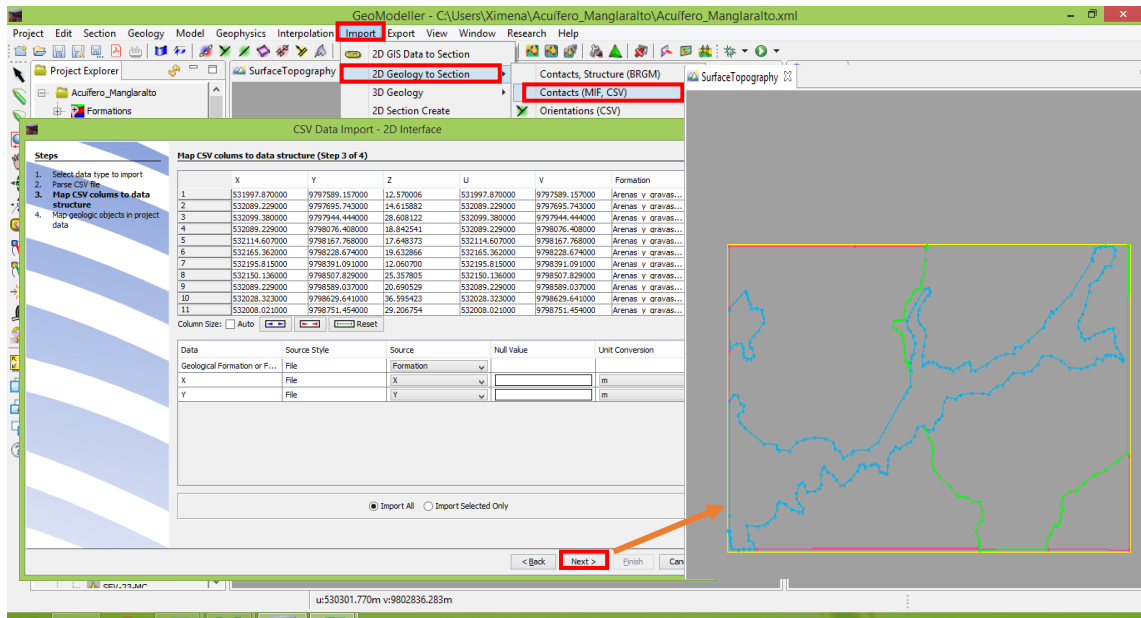 GeoModeller - C:\Users\Ximena\Acuífero_Manglaralto\Acuífero_Manglaralto.xml
Project Edit Section Geology Model Geophysics Interpolation Import Export View Window Research Help
2D GIS Data to Section
Project Explorer
SurfaceTopography
2D Geology to Section
Contacts, Structure (BRGM)
SurfaceTopography
Acuífero_Manglaralto
3D Geology
Contacts (MIF, CSV)
Formations
2D Section Create
Orientations (CSV)
CSV Data Import - 2D Interface
Steps
1. Select data type to import
2. Parse CSV file
3. Map CSV colums to data structure
4. Map geologic objects in project data
Map CSV colums to data structure (Step 3 of 4)
X Y Z U V Formation
1 531997.870000 9797589.157000 12.570006 531997.870000 9797589.157000 Arenas y gravas...
2 532089.229000 9797695.743000 14.615882 532089.229000 9797695.743000 Arenas y gravas...
3 532099.380000 9797944.444000 28.608122 532099.380000 9797944.444000 Arenas y gravas...
4 532089.229000 9798076.408000 18.842541 532089.229000 9798076.408000 Arenas y gravas...
5 532114.607000 9798167.768000 17.648373 532114.607000 9798167.768000 Arenas y gravas...
6 532165.362000 9798228.674000 19.632866 532165.362000 9798228.674000 Arenas y gravas...
7 532195.815000 9798391.091000 12.060700 532195.815000 9798391.091000 Arenas y gravas...
8 532150.136000 9798507.829000 25.357805 532150.136000 9798507.829000 Arenas y gravas...
9 532089.229000 9798589.037000 20.690529 532089.229000 9798589.037000 Arenas y gravas...
10 532028.323000 9798629.641000 36.595423 532028.323000 9798629.641000 Arenas y gravas...
11 532008.021000 9798751.454000 29.206754 532008.021000 9798751.454000 Arenas y gravas...
Column Size: Auto Reset
Data Source Style Source Null Value Unit Conversion
Geological Formation or F... File Formation
X File X m
Y File Y m
Import All Import Selected Only
< Back Next > Finish Can
SEV-23-MC
u:530301.770m v:9802836.283m